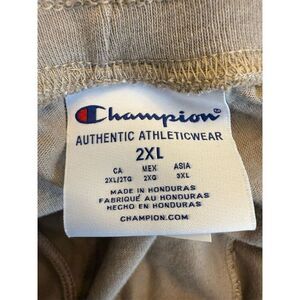 Champion
AUTHENTIC ATHLETICWEAR
2XL
CA MEX ASIA
2XL/2TG 2XG 3XL
MADE IN HONDURAS
FABRIQUÉ AU HONDURAS
HECHO EN HONDURAS
CHAMPION.COM